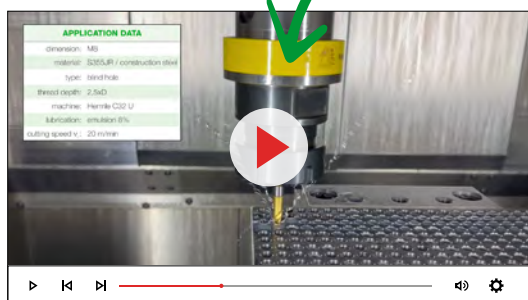 APPLICATION DATA
dimension: M8
material: S355JR / construction steel
type: blind hole
thread depth: 2,5xD
machine: Hermle C32 U
lubrication: emulsion 8%
cutting speed vc: 20 m/min